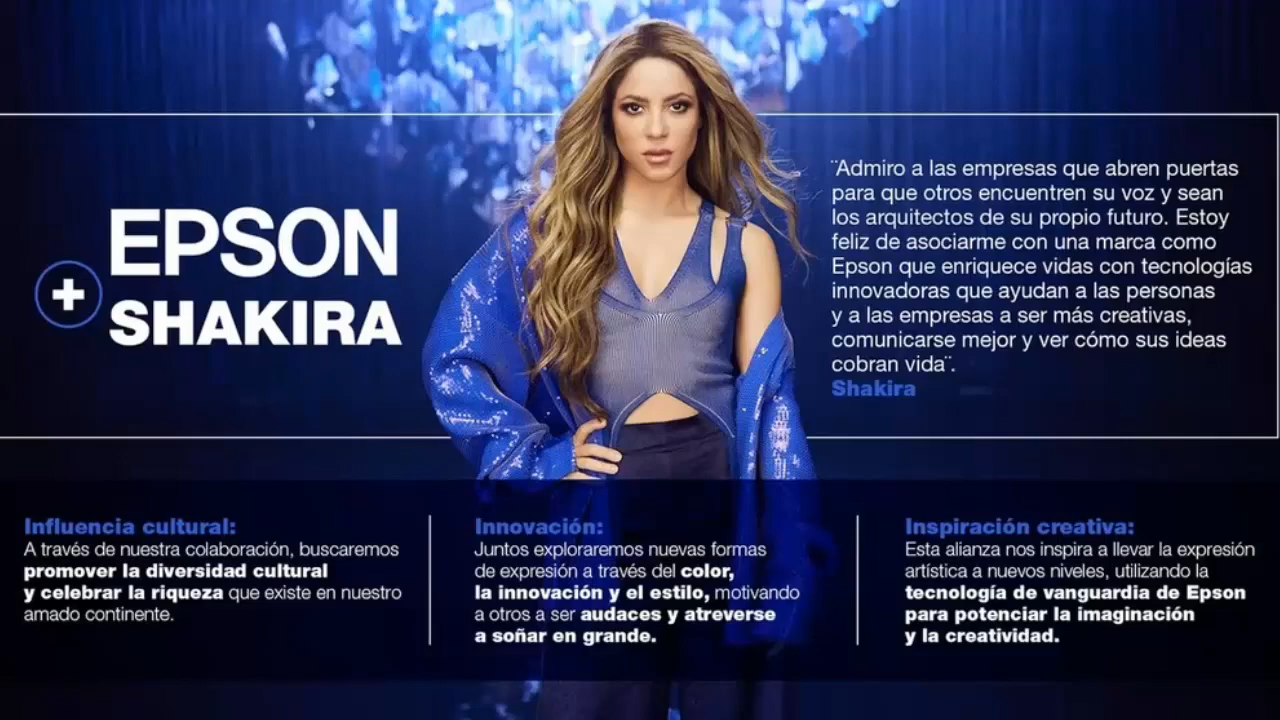 EPSON
+
SHAKIRA
¨Admiro a las empresas que abren puertas
para que otros encuentren su voz y sean
los arquitectos de su propio futuro. Estoy
feliz de asociarme con una marca como
Epson que enriquece vidas con tecnologías
innovadoras que ayudan a las personas
y a las empresas a ser más creativas,
comunicarse mejor y ver cómo sus ideas
cobran vida¨.
Shakira
Influencia cultural:
A través de nuestra colaboración, buscaremos
promover la diversidad cultural
y celebrar la riqueza que existe en nuestro
amado continente.
Innovación:
Juntos exploraremos nuevas formas
de expresión a través del color,
la innovación y el estilo, motivando
a otros a ser audaces y atreverse
a soñar en grande.
Inspiración creativa:
Esta alianza nos inspira a llevar la expresión
artística a nuevos niveles, utilizando la
tecnología de vanguardia de Epson
para potenciar la imaginación
y la creatividad.